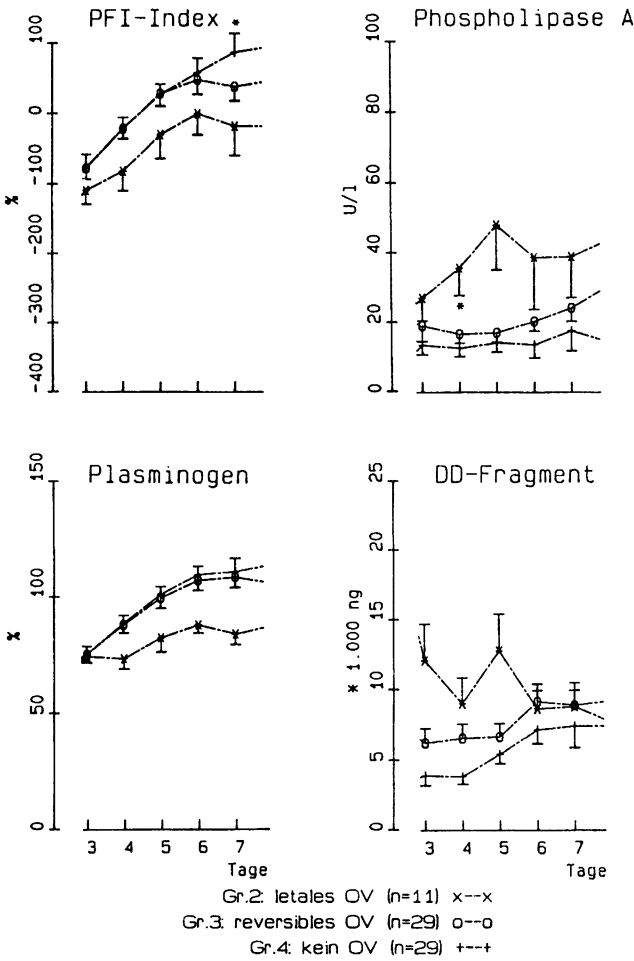 PFI-Index
Phospholipase A
100
0
-100
-200
-300
-400
%
*
100
80
60
40
20
0
U/l
*
Plasminogen
DD-Fragment
150
100
50
0
%
3 4 5 6 7
Tage
25
20
15
10
5
0
* 1.000 ng
3 4 5 6 7
Tage
Gr.2: letales OV (n=11) x--x
Gr.3: reversibles OV (n=29) o--o
Gr.4: kein OV (n=29) +--+